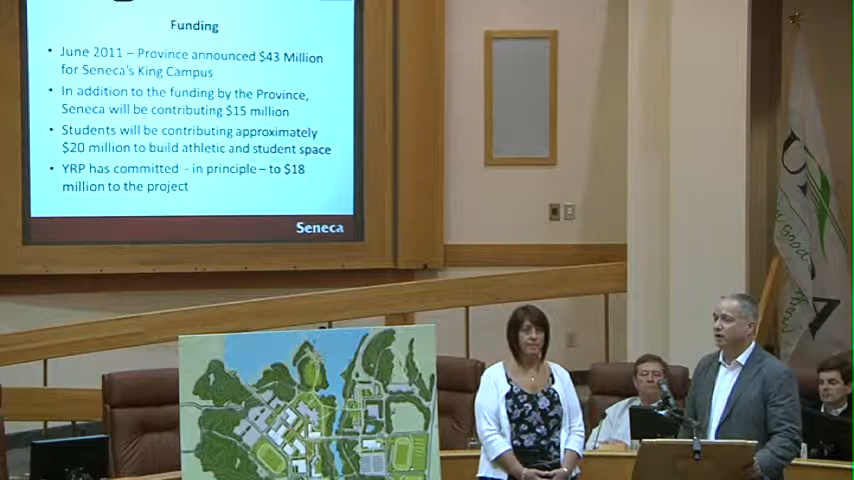 Funding
• June 2011 – Province announced $43 Million
for Seneca's King Campus
• In addition to the funding by the Province,
Seneca will be contributing $15 million
• Students will be contributing approximately
$20 million to build athletic and student space
• YRP has committed - in principle – to $18
million to the project
Seneca